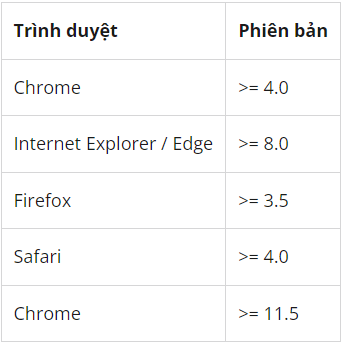 Trình duyệt Phiên bản
Chrome >= 4.0
Internet Explorer / Edge >= 8.0
Firefox >= 3.5
Safari >= 4.0
Chrome >= 11.5